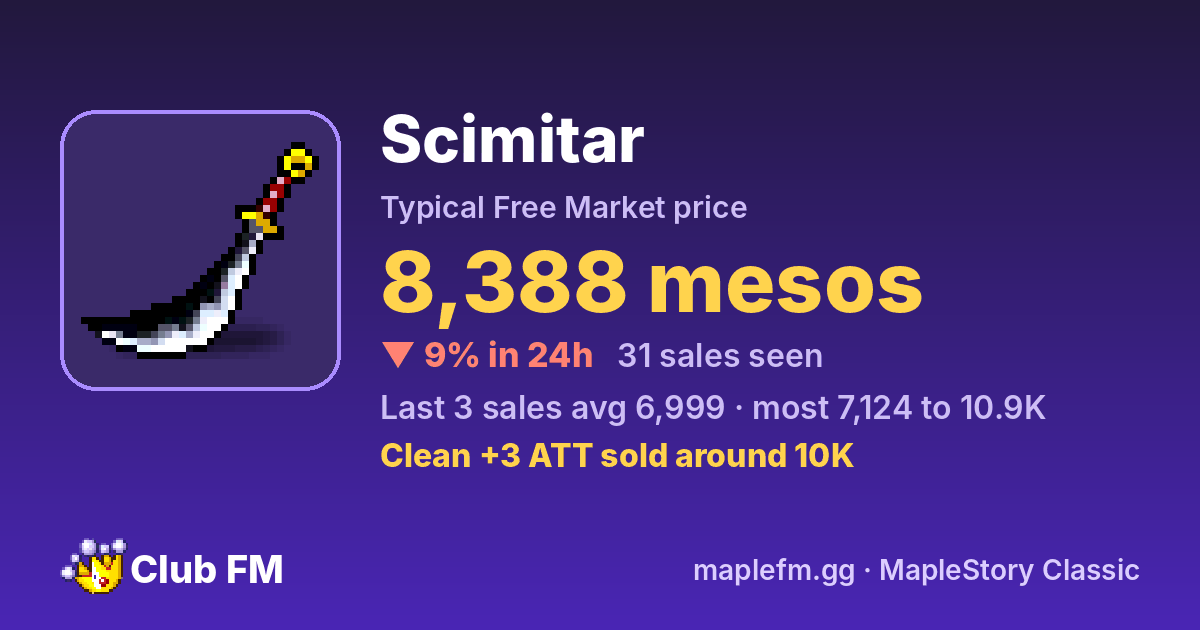 Scimitar
Typical Free Market price
8,388 mesos
▼ 9% in 24h 31 sales seen
Last 3 sales avg 6,999 · most 7,124 to 10.9K
Clean +3 ATT sold around 10K
Club FM
maplefm.gg · MapleStory Classic